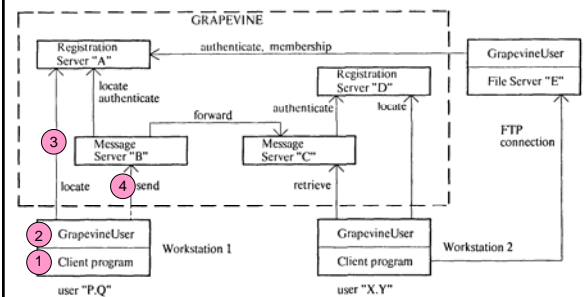 GRAPEVINE
Registration
Server "A"
authenticate, membership
GrapevineUser
File Server "E"
Registration
Server "D"
locate
authenticate
authenticate
locate
forward
FTP
connection
3
Message
Server "B"
Message
Server "C"
locate
4
send
retrieve
2
GrapevineUser
1
Client program
Workstation 1
GrapevineUser
Client program
Workstation 2
user "P.Q"
user "X.Y"